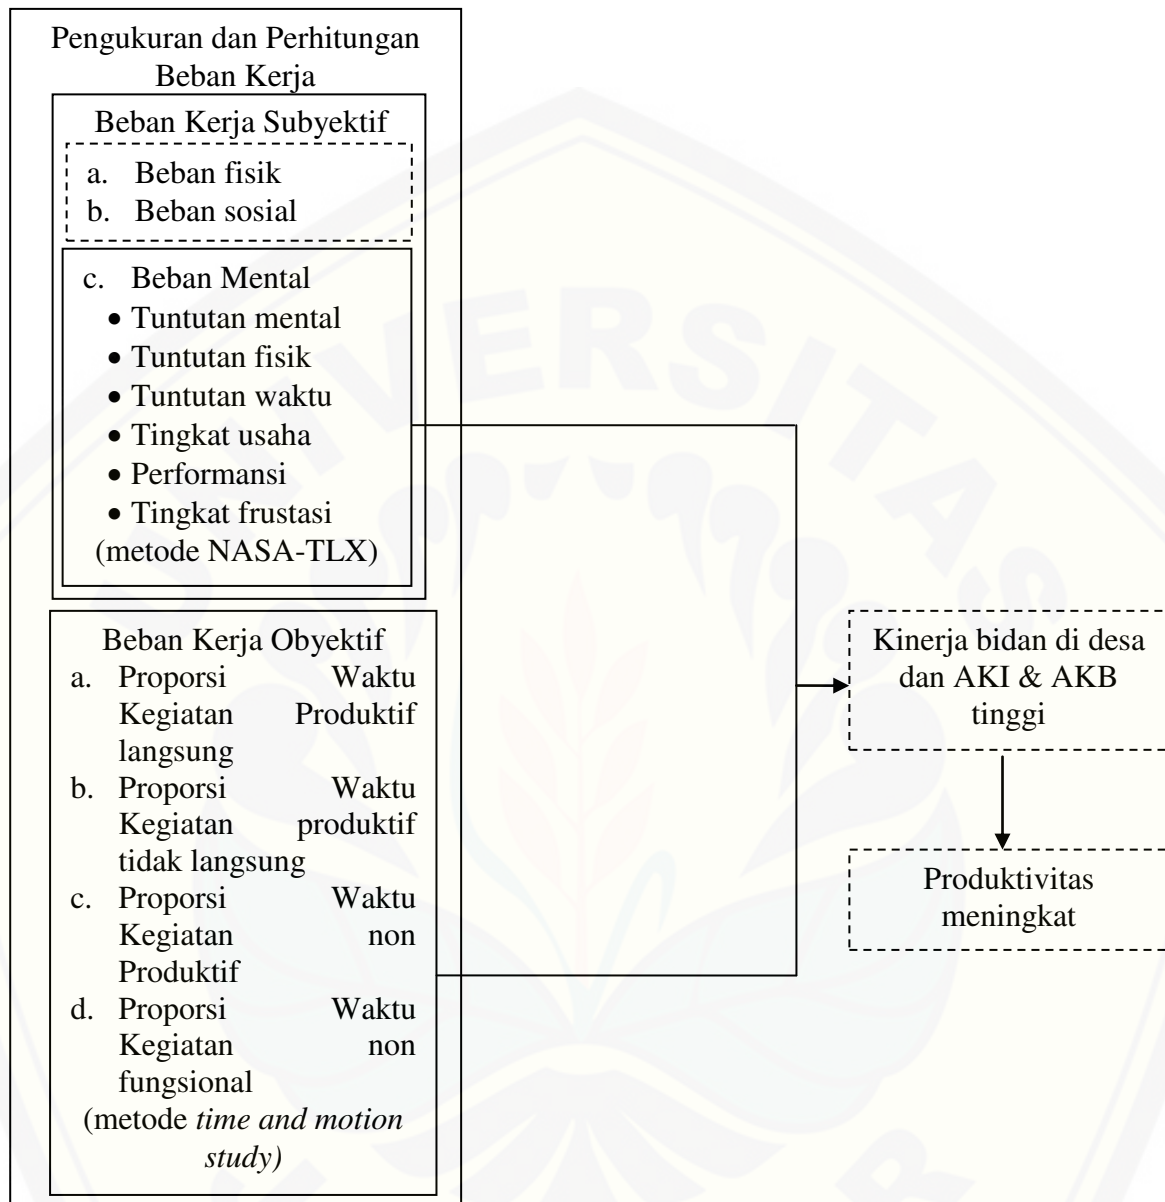 Pengukuran dan Perhitungan
Beban Kerja
Beban Kerja Subyektif
a. Beban fisik
b. Beban sosial
c. Beban Mental
• Tuntutan mental
• Tuntutan fisik
• Tuntutan waktu
• Tingkat usaha
• Performansi
• Tingkat frustasi
(metode NASA-TLX)
Beban Kerja Obyektif
a. Proporsi Waktu
Kegiatan Produktif
langsung
b. Proporsi Waktu
Kegiatan produktif
tidak langsung
c. Proporsi Waktu
Kegiatan non
Produktif
d. Proporsi Waktu
Kegiatan non
fungsional
(metode time and motion
study)
Kinerja bidan di desa
dan AKI & AKB
tinggi
Produktivitas
meningkat
UNIVERSITAS